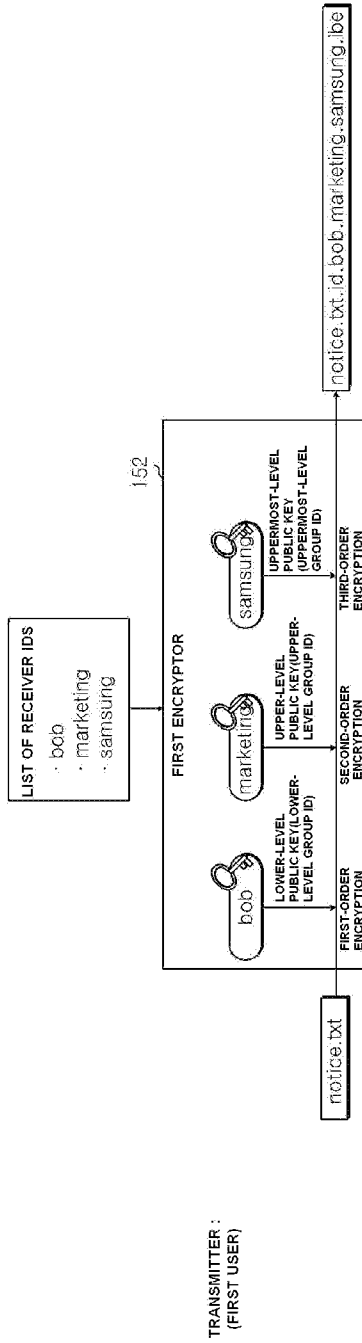 LIST OF RECEIVER IDS
· bob
· marketing
· samsung
152
FIRST ENCRYPTOR
bob
marketing
samsung
LOWER-LEVEL
PUBLIC KEY(LOWER-
LEVEL GROUP ID)
UPPER-LEVEL
PUBLIC KEY(UPPER-
LEVEL GROUP ID)
UPPERMOST-LEVEL
PUBLIC KEY
(UPPERMOST-LEVEL
GROUP ID)
TRANSMITTER :
(FIRST USER)
notice.txt
FIRST-ORDER
ENCRYPTION
SECOND-ORDER
ENCRYPTION
THIRD-ORDER
ENCRYPTION
notice.txt.id.bob.marketing.samsung.ibe